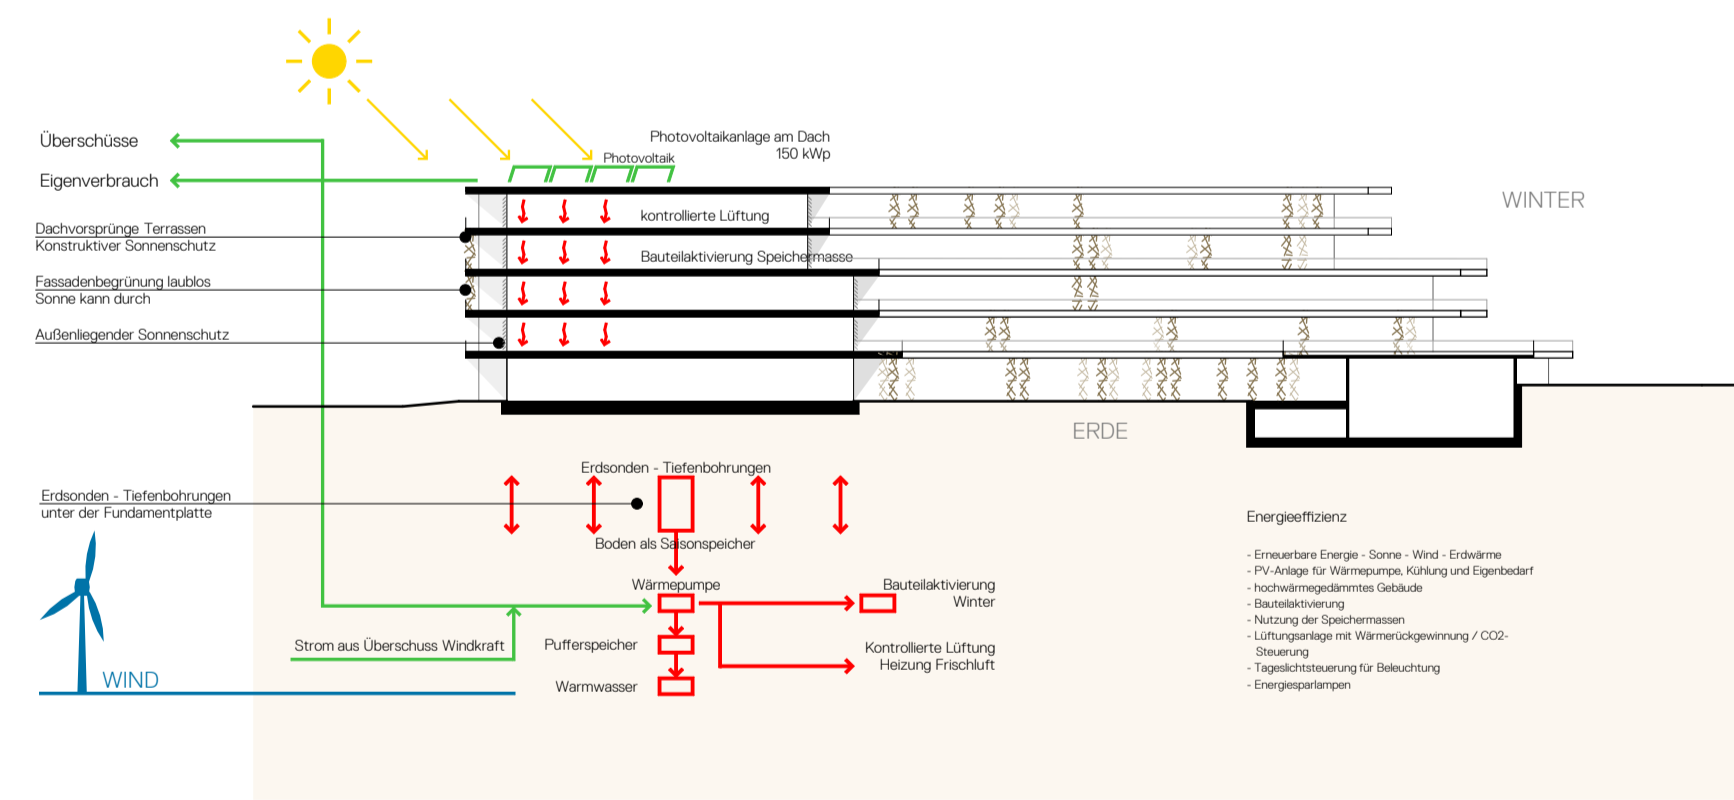 Überschüsse
Eigenverbrauch
Dachvorsprünge Terrassen
Konstruktiver Sonnenschutz
Fassadenbegrünung laublos
Sonne kann durch
Außenliegender Sonnenschutz
Photovoltaikanlage am Dach
150 kWp
Photovoltaik
kontrollierte Lüftung
Bauteilaktivierung Speichermasse
WINTER
ERDE
Erdsonden - Tiefenbohrungen
unter der Fundamentplatte
Erdsonden - Tiefenbohrungen
Boden als Saisonspeicher
Wärmepumpe
Bauteilaktivierung
Winter
Strom aus Überschuss Windkraft
Pufferspeicher
Kontrollierte Lüftung
Heizung Frischluft
WIND
Warmwasser
Energieeffizienz
- Erneuerbare Energie - Sonne - Wind - Erdwärme
- PV-Anlage für Wärmepumpe, Kühlung und Eigenbedarf
- hochwärmegedämmtes Gebäude
- Bauteilaktivierung
- Nutzung der Speichermassen
- Lüftungsanlage mit Wärmerückgewinnung / CO2-
Steuerung
- Tageslichtsteuerung für Beleuchtung
- Energiesparlampen